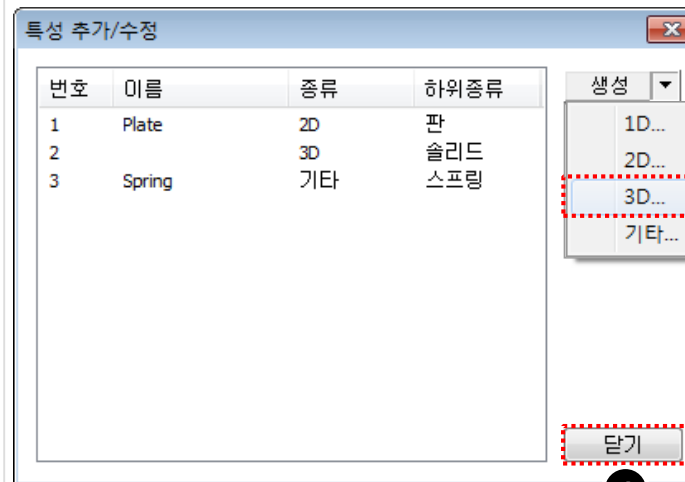 특성 추가/수정
번호 이름 종류 하위종류
1 Plate 2D 판
2 3D 솔리드
3 Spring 기타 스프링
생성
1D...
2D...
3D...
기타...
닫기